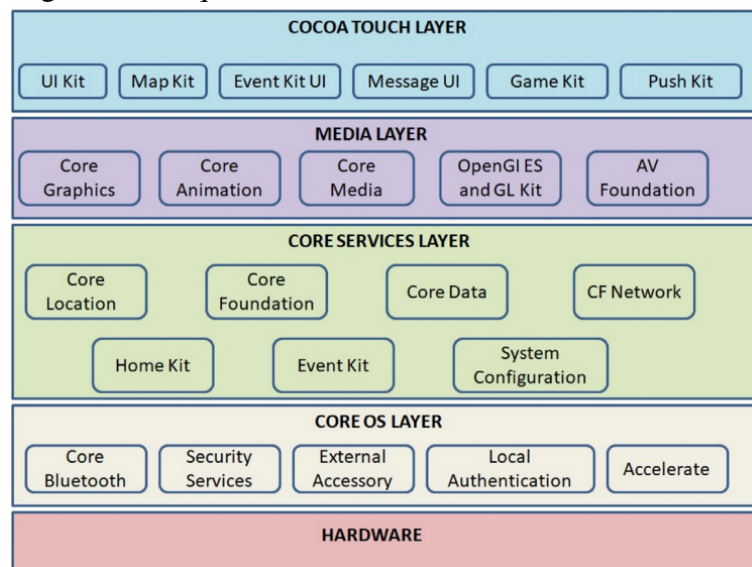 COCOA TOUCH LAYER
UI Kit
Map Kit
Event Kit UI
Message UI
Game Kit
Push Kit
MEDIA LAYER
Core
Graphics
Core
Animation
Core
Media
OpenGl ES
and GL Kit
AV
Foundation
CORE SERVICES LAYER
Core
Location
Core
Foundation
Core Data
CF Network
Home Kit
Event Kit
System
Configuration
CORE OS LAYER
Core
Bluetooth
Security
Services
External
Accessory
Local
Authentication
Accelerate
HARDWARE